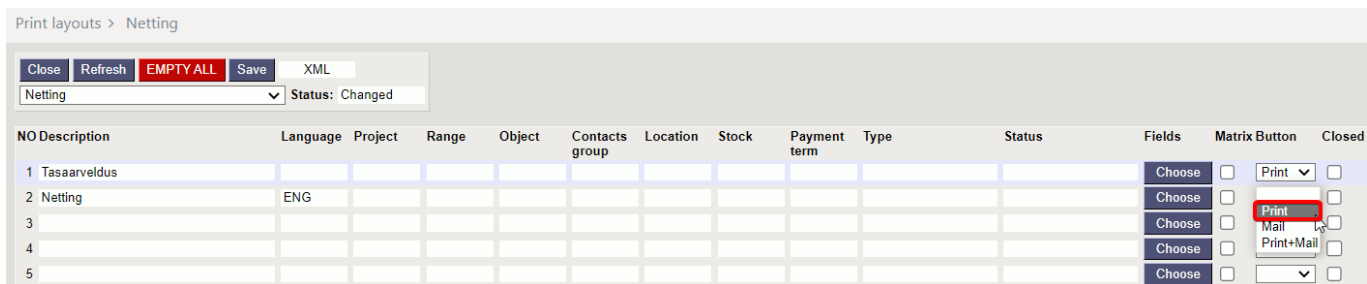 Print layouts > Netting
Close Refresh EMPTY ALL Save XML
Netting Status: Changed
NO Description Language Project Range Object Contacts group Location Stock Payment term Type Status Fields Matrix Button Closed
1 Tasaarveldus Choose Print
2 Netting ENG Choose
Print
3 Choose
Mail
4 Choose
Print+Mail
5 Choose